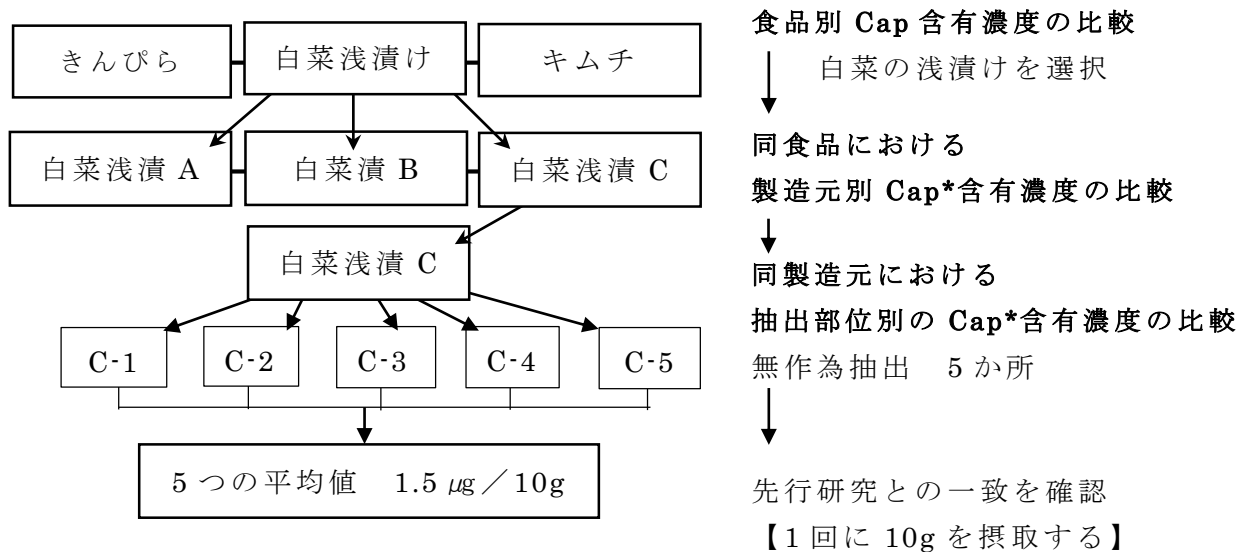 きんぴら
白菜浅漬け
キムチ
白菜浅漬 A
白菜漬 B
白菜浅漬 C
白菜浅漬 C
C-1
C-2
C-3
C-4
C-5
5 つの平均値 1.5 ㎍／10g
食品別 Cap 含有濃度の比較
白菜の浅漬けを選択
同食品における
製造元別 Cap*含有濃度の比較
同製造元における
抽出部位別の Cap*含有濃度の比較
無作為抽出 5 か所
先行研究との一致を確認
【1 回に 10g を摂取する】